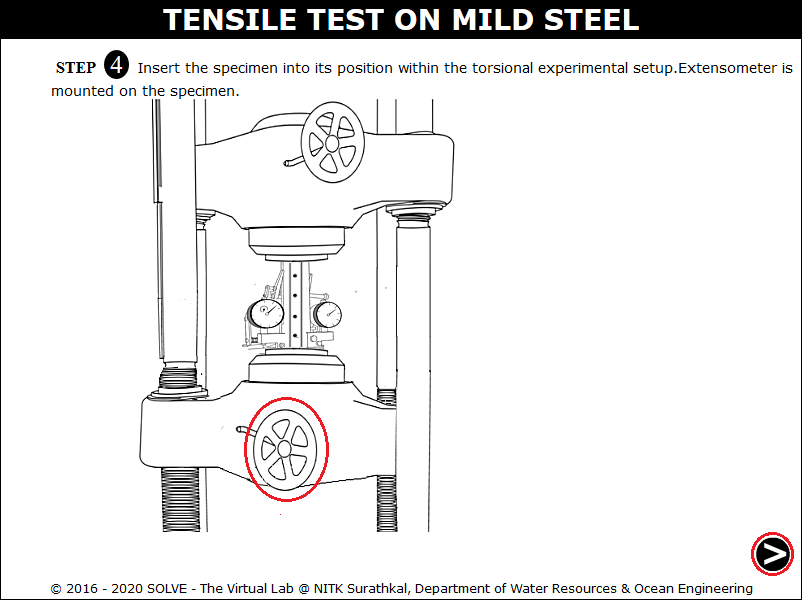 TENSILE TEST ON MILD STEEL
STEP 4 Insert the specimen into its position within the torsional experimental setup.Extensometer is
mounted on the specimen.
© 2016 - 2020 SOLVE - The Virtual Lab @ NITK Surathkal, Department of Water Resources & Ocean Engineering